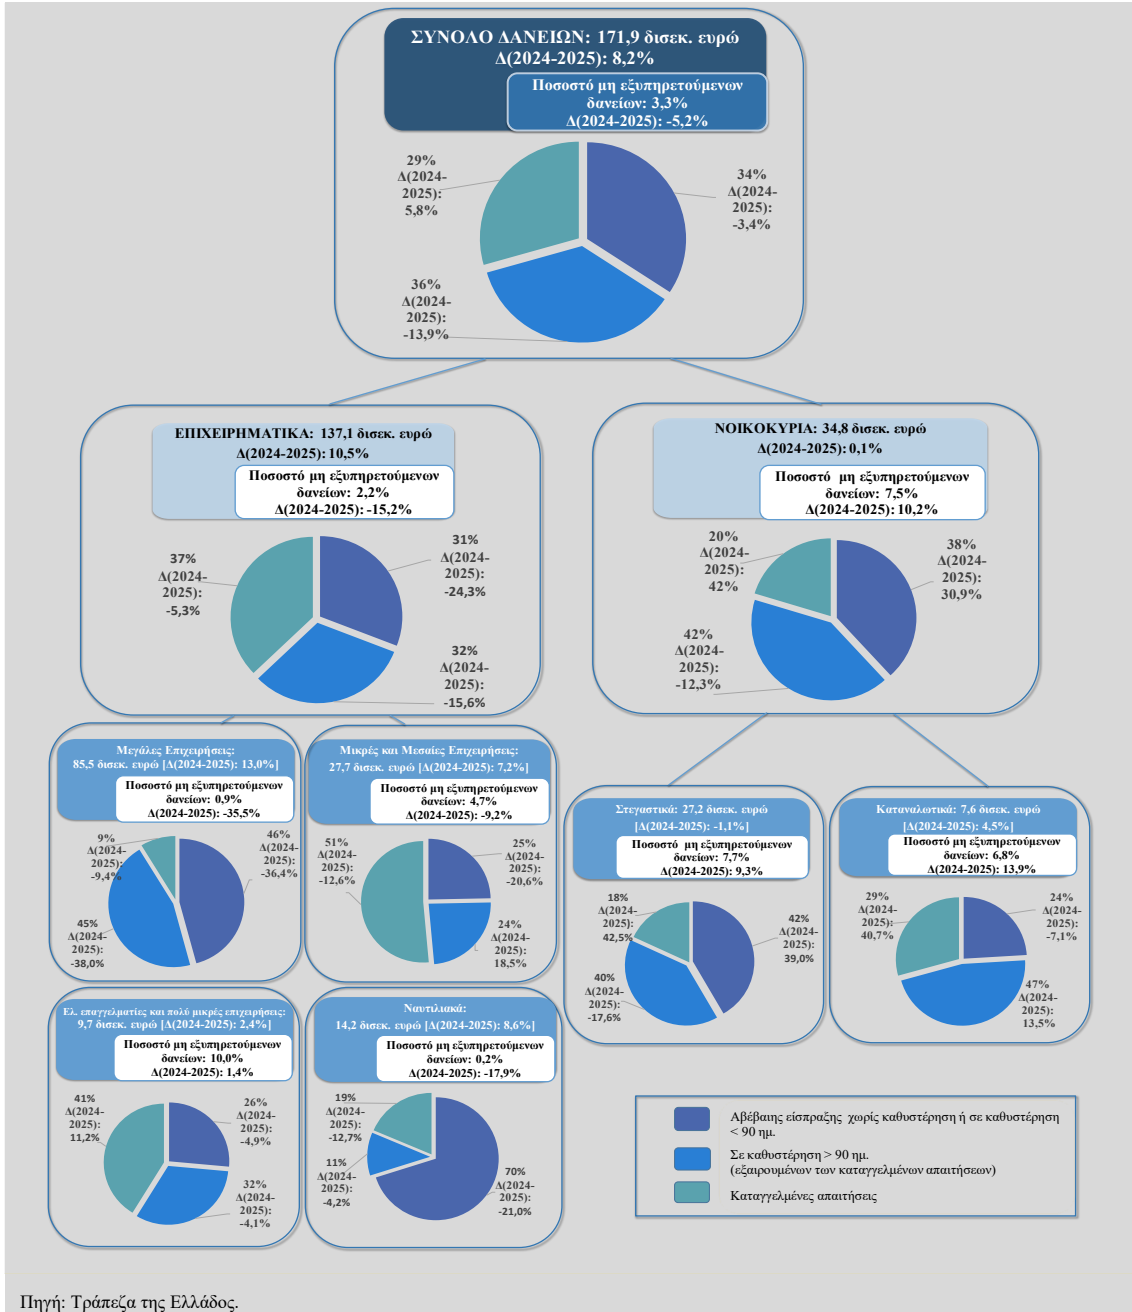 ΣΥΝΟΛΟ ΔΑΝΕΙΩΝ: 171,9 δισεκ. ευρώ
Δ(2024-2025): 8,2%
Ποσοστό μη εξυπηρετούμενων
δανείων: 3,3%
Δ(2024-2025): -5,2%
29%
Δ(2024-
2025):
5,8%
34%
Δ(2024-
2025):
-3,4%
36%
Δ(2024-
2025):
-13,9%
ΕΠΙΧΕΙΡΗΜΑΤΙΚΑ: 137,1 δισεκ. ευρώ
Δ(2024-2025): 10,5%
Ποσοστό μη εξυπηρετούμενων
δανείων: 2,2%
Δ(2024-2025): -15,2%
37%
Δ(2024-
2025):
-5,3%
31%
Δ(2024-
2025):
-24,3%
32%
Δ(2024-
2025):
-15,6%
ΝΟΙΚΟΚΥΡΙΑ: 34,8 δισεκ. ευρώ
Δ(2024-2025): 0,1%
Ποσοστό μη εξυπηρετούμενων
δανείων: 7,5%
Δ(2024-2025): 10,2%
20%
Δ(2024-
2025):
42%
38%
Δ(2024-
2025):
30,9%
42%
Δ(2024-
2025):
-12,3%
Μεγάλες Επιχειρήσεις:
85,5 δισεκ. ευρώ [Δ(2024-2025): 13,0%]
Ποσοστό μη εξυπηρετούμενων
δανείων: 0,9%
Δ(2024-2025): -35,5%
9%
Δ(2024-
2025):
-9,4%
46%
Δ(2024-
2025):
-36,4%
45%
Δ(2024-
2025):
-38,0%
Μικρές και Μεσαίες Επιχειρήσεις:
27,7 δισεκ. ευρώ [Δ(2024-2025): 7,2%]
Ποσοστό μη εξυπηρετούμενων
δανείων: 4,7%
Δ(2024-2025): -9,2%
51%
Δ(2024-
2025):
-12,6%
25%
Δ(2024-
2025):
-20,6%
24%
Δ(2024-
2025):
18,5%
Στεγαστικά: 27,2 δισεκ. ευρώ
[Δ(2024-2025): -1,1%]
Ποσοστό μη εξυπηρετούμενων
δανείων: 7,7%
Δ(2024-2025): 9,3%
18%
Δ(2024-
2025):
42,5%
42%
Δ(2024-
2025):
39,0%
40%
Δ(2024-
2025):
-17,6%
Καταναλωτικά: 7,6 δισεκ. ευρώ
[Δ(2024-2025): 4,5%]
Ποσοστό μη εξυπηρετούμενων
δανείων: 6,8%
Δ(2024-2025): 13,9%
29%
Δ(2024-
2025):
40,7%
24%
Δ(2024-
2025):
-7,1%
47%
Δ(2024-
2025):
13,5%
Ελ. επαγγελματίες και πολύ μικρές επιχειρήσεις:
9,7 δισεκ. ευρώ [Δ(2024-2025): 2,4%]
Ποσοστό μη εξυπηρετούμενων
δανείων: 10,0%
Δ(2024-2025): 1,4%
41%
Δ(2024-
2025):
11,2%
26%
Δ(2024-
2025):
-4,9%
32%
Δ(2024-
2025):
-4,1%
Ναυτιλιακά:
14,2 δισεκ. ευρώ [Δ(2024-2025): 8,6%]
Ποσοστό μη εξυπηρετούμενων
δανείων: 0,2%
Δ(2024-2025): -17,9%
19%
Δ(2024-
2025):
-12,7%
11%
Δ(2024-
2025):
-4,2%
70%
Δ(2024-
2025):
-21,0%
Αβέβαιης είσπραξης χωρίς καθυστέρηση ή σε καθυστέρηση
< 90 ημ.
Σε καθυστέρηση > 90 ημ.
(εξαιρουμένων των καταγγελμένων απαιτήσεων)
Καταγγελμένες απαιτήσεις
Πηγή: Τράπεζα της Ελλάδος.